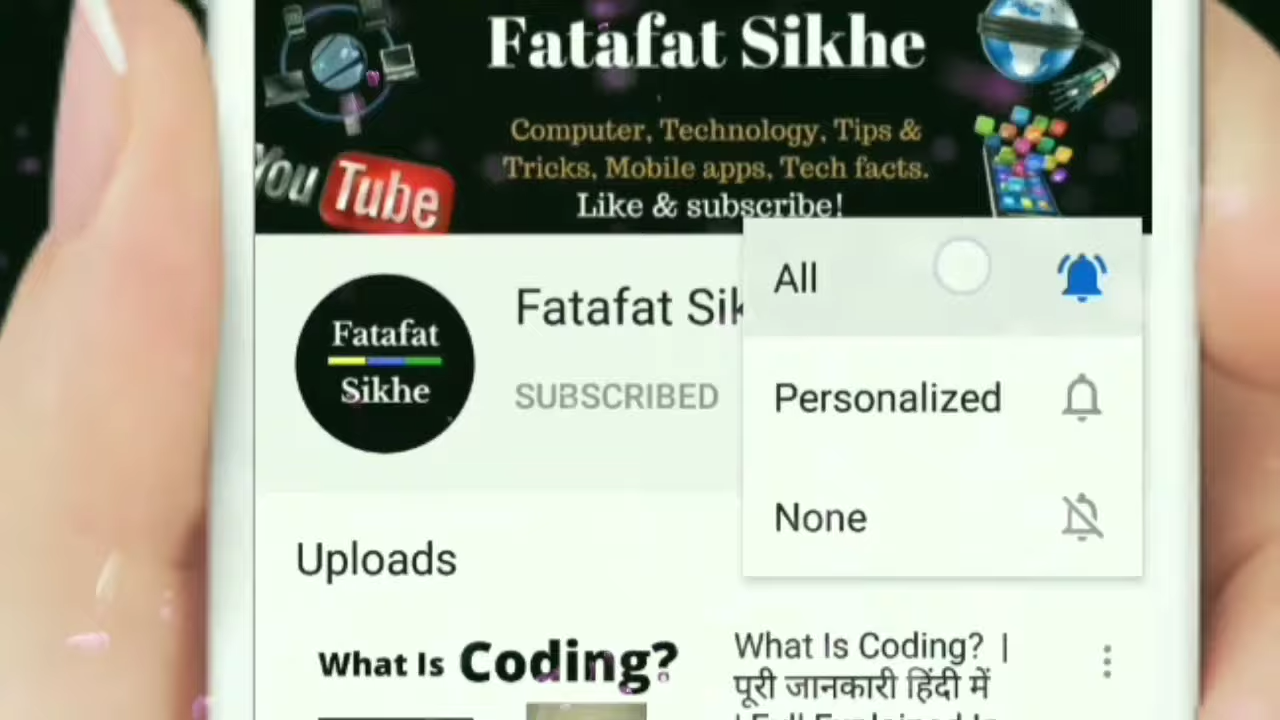 Fatafat Sikhe
Computer, Technology, Tips &
Tricks, Mobile apps, Tech facts.
Like & subscribe!
You Tube
Fatafat
Sikhe
Fatafat
SUBSCRIBED
All
Personalized
None
Uploads
What Is Coding?
What Is Coding? |
पूरी जानकारी हिंदी में